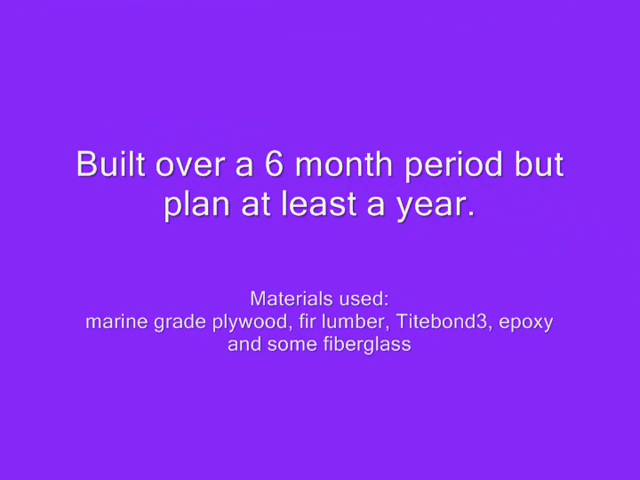 Built over a 6 month period but
plan at least a year.
Materials used:
marine grade plywood, fir lumber, Titebond3, epoxy
and some fiberglass